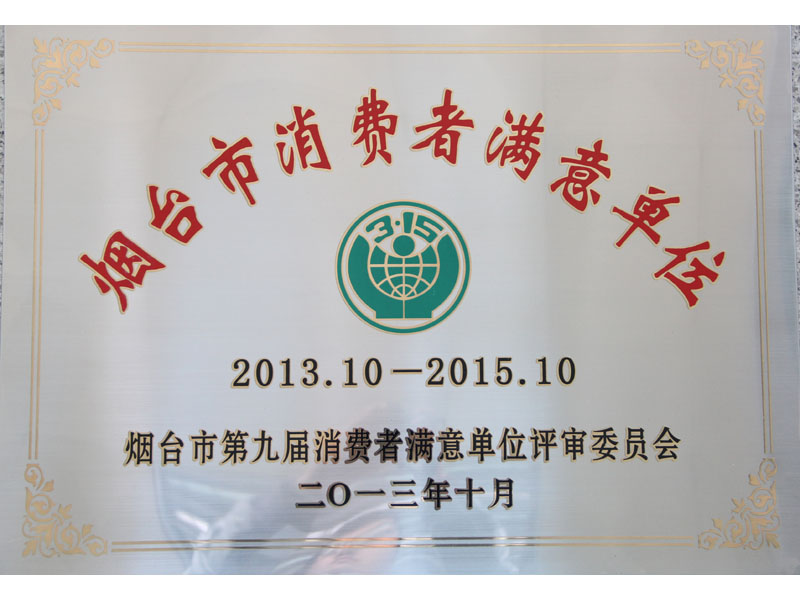 烟台市消费者满意单位
3·15
2013.10－2015.10
烟台市第九届消费者满意单位评审委员会
二〇一三年十月